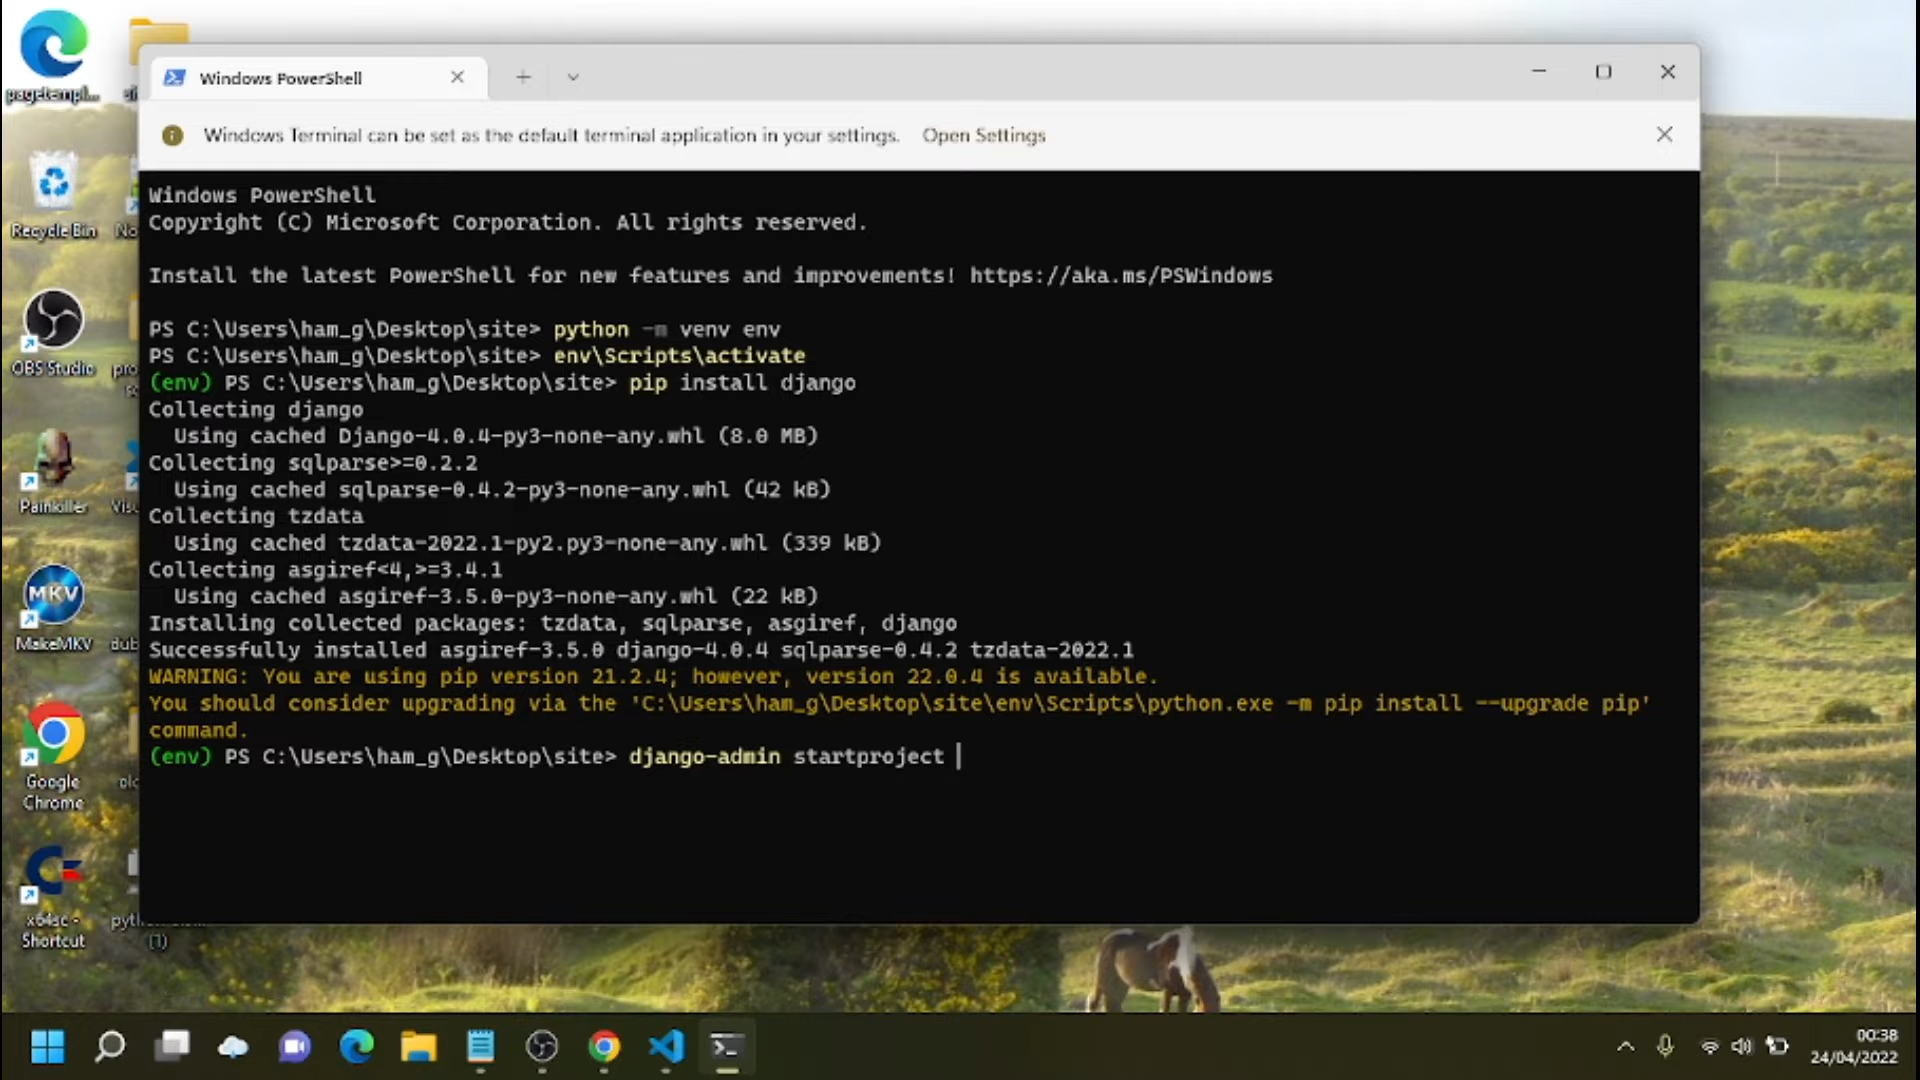 pagetempl...
Windows PowerShell
Windows Terminal can be set as the default terminal application in your settings. Open Settings
Windows PowerShell
Copyright (C) Microsoft Corporation. All rights reserved.
Install the latest PowerShell for new features and improvements! https://aka.ms/PSWindows
PS C:\Users\ham_g\Desktop\site> python -m venv env
PS C:\Users\ham_g\Desktop\site> env\Scripts\activate
(env) PS C:\Users\ham_g\Desktop\site> pip install django
Collecting django
Using cached Django-4.0.4-py3-none-any.whl (8.0 MB)
Collecting sqlparse>=0.2.2
Using cached sqlparse-0.4.2-py3-none-any.whl (42 kB)
Collecting tzdata
Using cached tzdata-2022.1-py2.py3-none-any.whl (339 kB)
Collecting asgiref<4,>=3.4.1
Using cached asgiref-3.5.0-py3-none-any.whl (22 kB)
Installing collected packages: tzdata, sqlparse, asgiref, django
Successfully installed asgiref-3.5.0 django-4.0.4 sqlparse-0.4.2 tzdata-2022.1
WARNING: You are using pip version 21.2.4; however, version 22.0.4 is available.
You should consider upgrading via the 'C:\Users\ham_g\Desktop\site\env\Scripts\python.exe -m pip install --upgrade pip'
command.
(env) PS C:\Users\ham_g\Desktop\site> django-admin startproject
Recycle Bin
OBS Studio
Painkiller
MKV
MakeMKV
Google
Chrome
x64sc -
Shortcut
(1)
00:38
24/04/2022